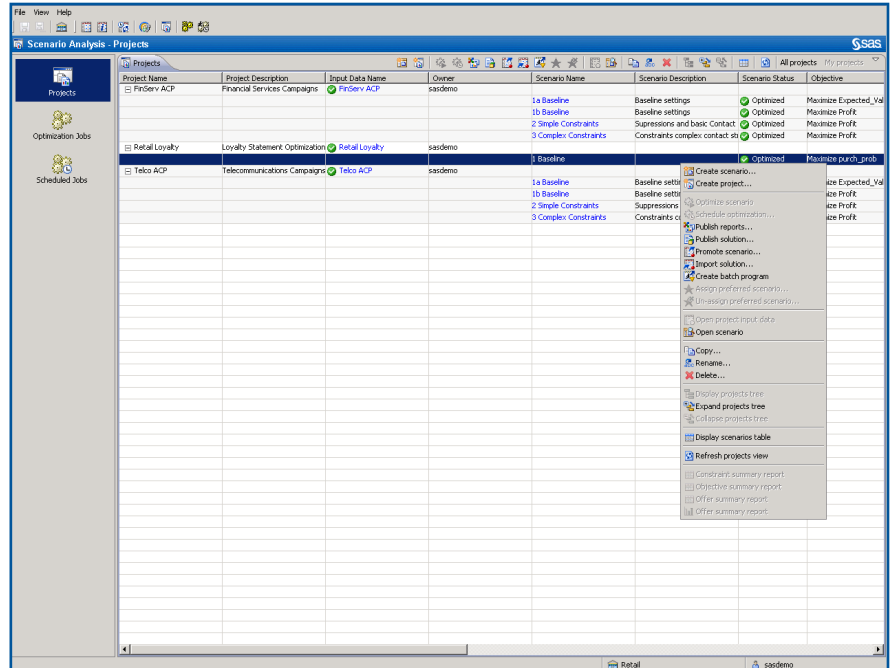 File View Help
Scenario Analysis - Projects
sas
Projects
Optimization Jobs
Scheduled Jobs
Projects
All projects My projects
Project Name Project Description Input Data Name Owner Scenario Name Scenario Description Scenario Status Objective
FinServ ACP Financial Services Campaigns FinServ ACP sasdemo
1a Baseline Baseline settings Optimized Maximize Expected_Val
1b Baseline Baseline settings Optimized Maximize Profit
2 Simple Constraints Supressions and basic Contact Optimized Maximize Profit
3 Complex Constraints Constraints complex contact str Optimized Maximize Profit
Retail Loyalty Loyalty Statement Optimization Retail Loyalty sasdemo
1 Baseline Optimized Maximize purch_prob
Telco ACP Telecommunications Campaigns Telco ACP sasdemo
1a Baseline Baseline settin ize Expected_Val
1b Baseline Baseline settin ize Profit
2 Simple Constraints Suppressions ize Profit
3 Complex Constraints Constraints co ize Profit
Create scenario...
Create project...
Optimize scenario
Schedule optimization...
Publish reports...
Publish solution...
Promote scenario...
Import solution...
Create batch program
Assign preferred scenario...
Un-assign preferred scenario...
Open project input data
Open scenario
Copy...
Rename...
Delete...
Display projects tree
Expand projects tree
Collapse projects tree
Display scenarios table
Refresh projects view
Constraint summary report
Objective summary report
Offer summary report
Offer summary report
Retail sasdemo